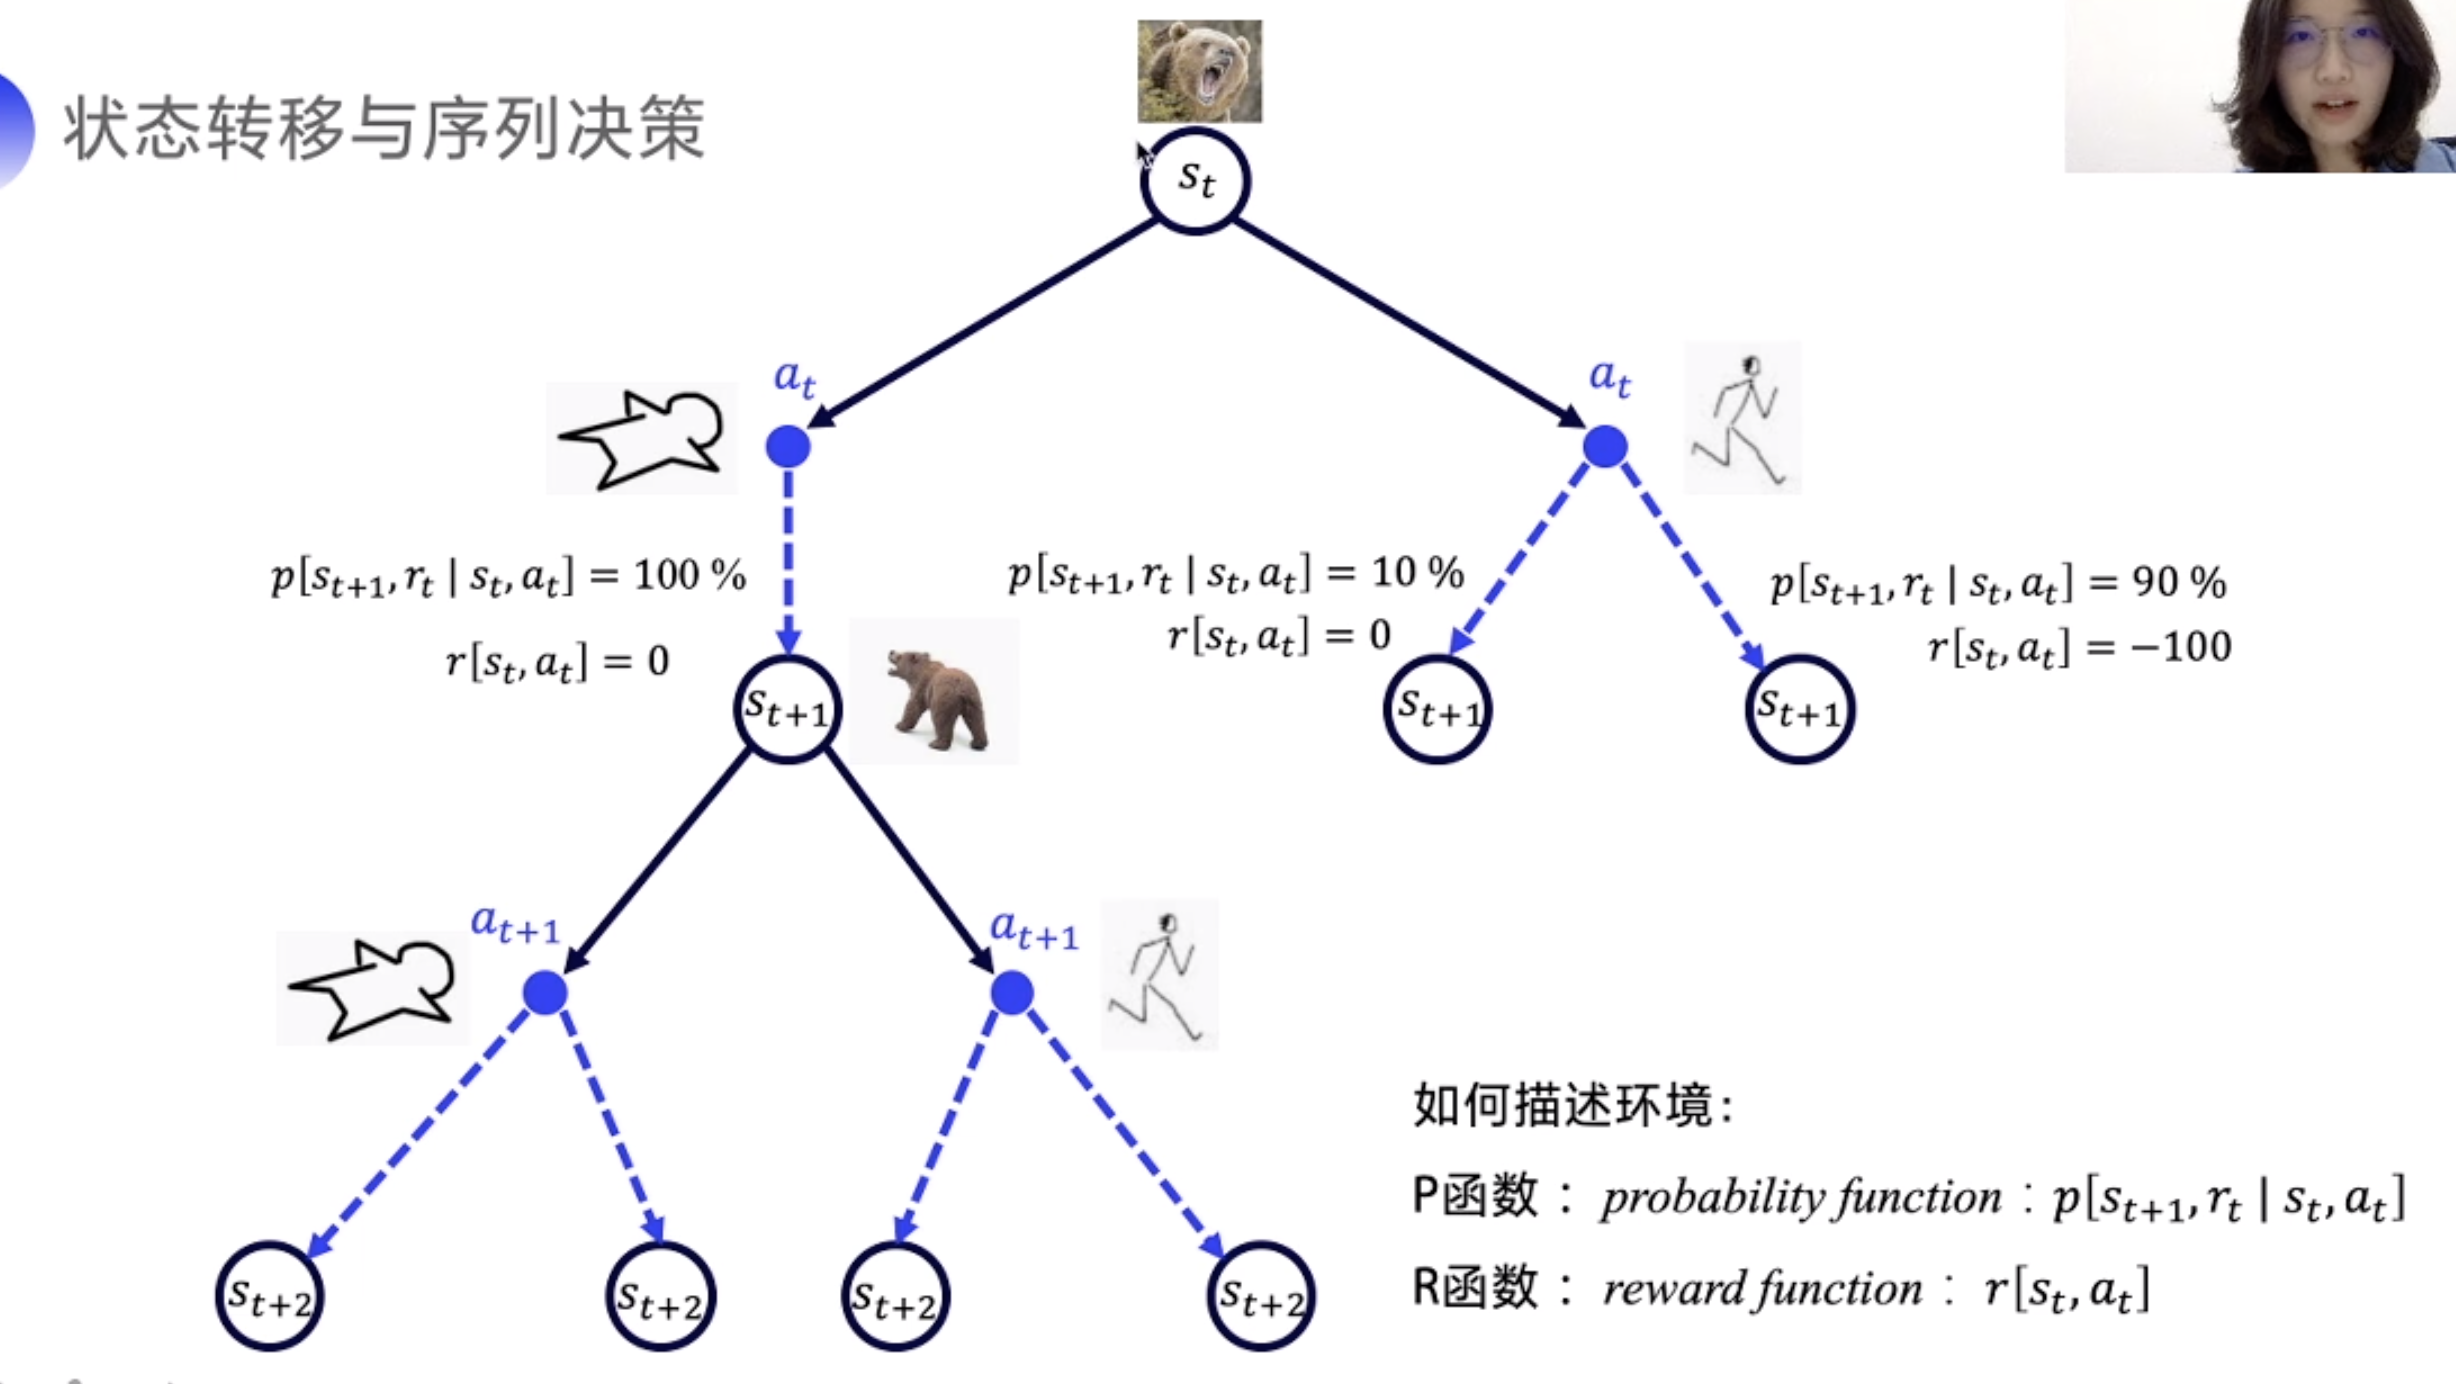 状态转移与序列决策
s_t
a_t
a_t
p[s_{t+1}, r_t | s_t, a_t] = 100 %
r[s_t, a_t] = 0
p[s_{t+1}, r_t | s_t, a_t] = 10 %
r[s_t, a_t] = 0
p[s_{t+1}, r_t | s_t, a_t] = 90 %
r[s_t, a_t] = −100
s_{t+1}
s_{t+1}
s_{t+1}
a_{t+1}
a_{t+1}
s_{t+2}
s_{t+2}
s_{t+2}
s_{t+2}
如何描述环境：
P函数： probability function : p[s_{t+1}, r_t | s_t, a_t]
R函数： reward function : r[s_t, a_t]